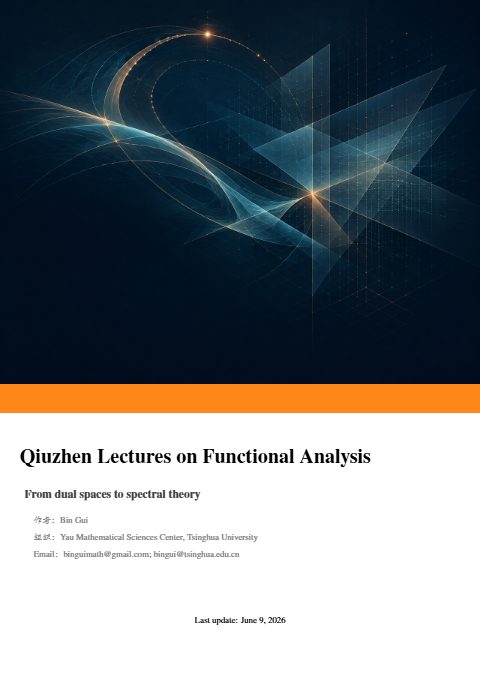 Qiuzhen Lectures on Functional Analysis
From dual spaces to spectral theory
作者：Bin Gui
组织：Yau Mathematical Sciences Center, Tsinghua University
Email：binguimath@gmail.com; bingui@tsinghua.edu.cn
Last update: June 9, 2026